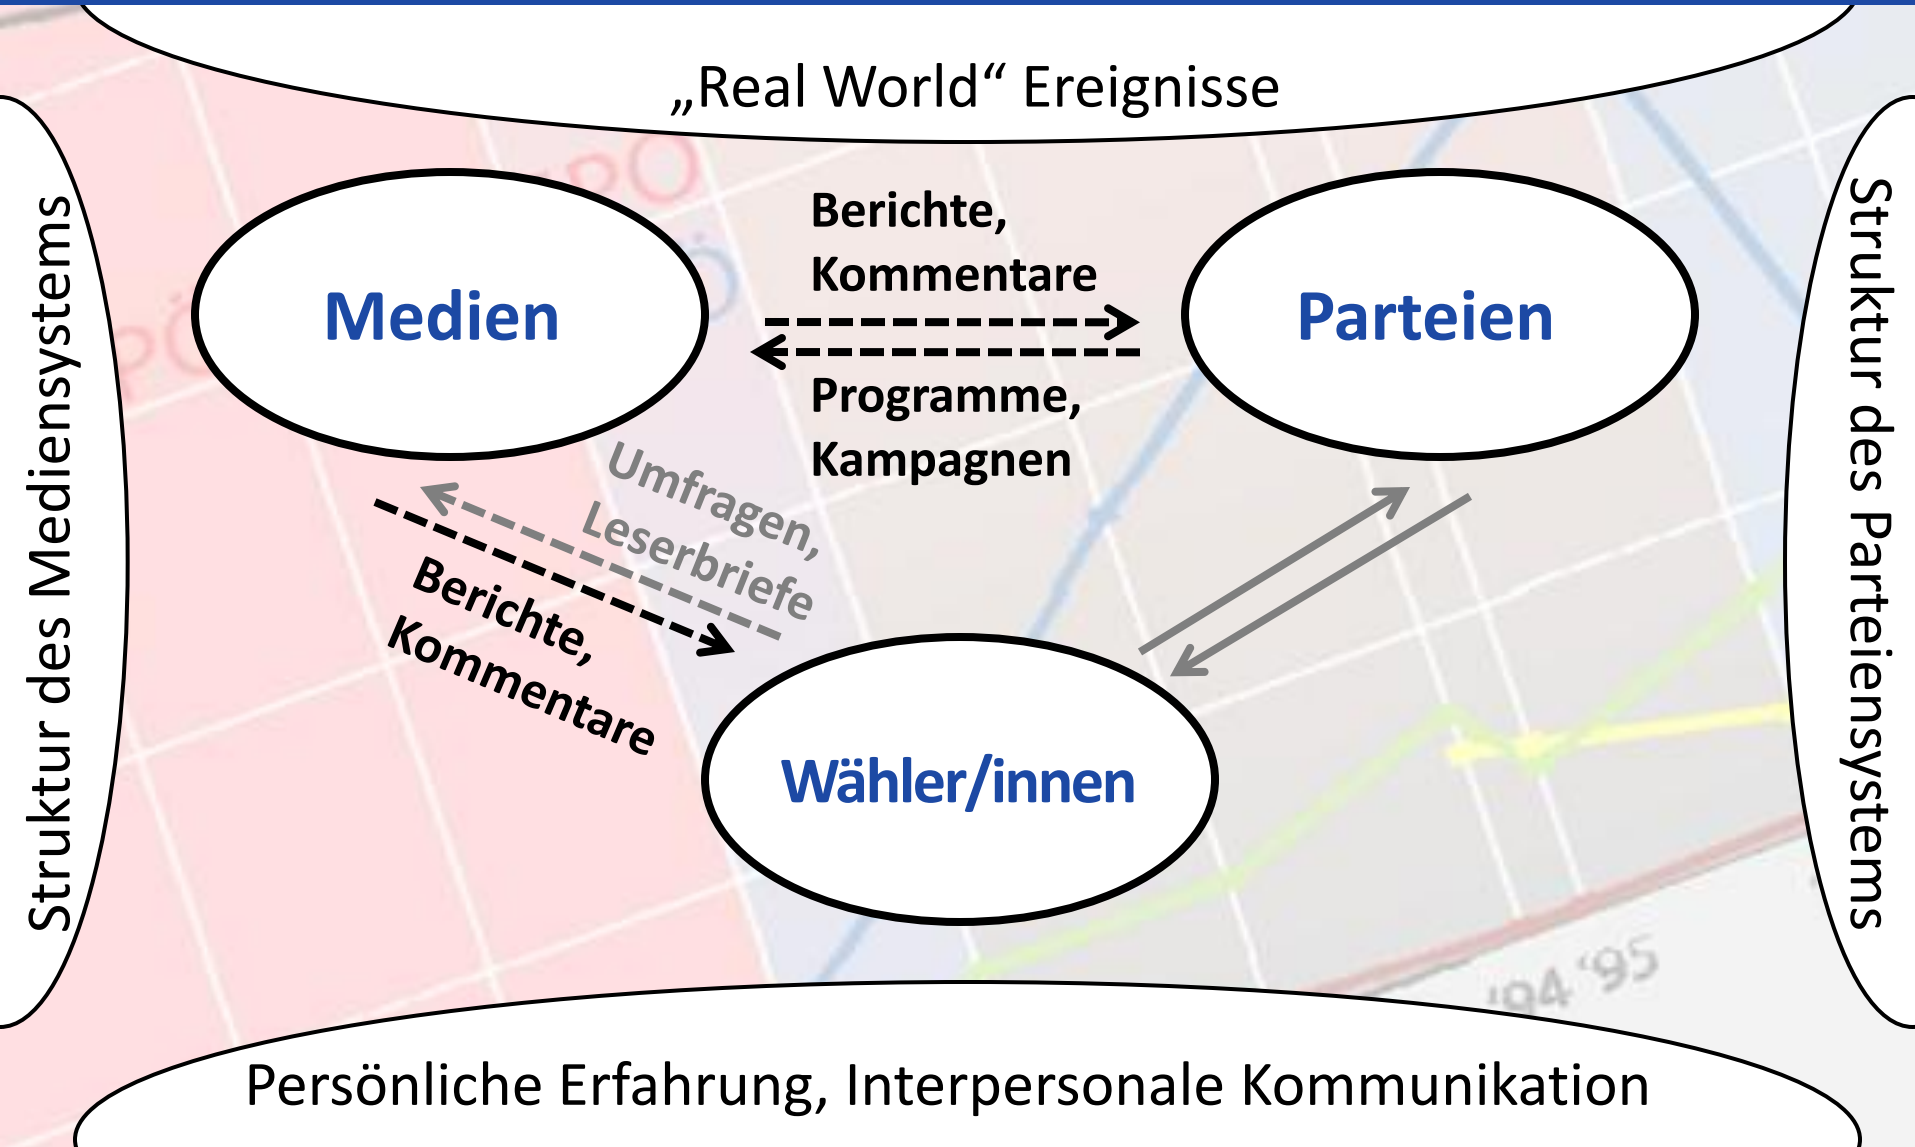 „Real World“ Ereignisse
Struktur des Mediensystems
Medien
Berichte,
Kommentare
Programme,
Kampagnen
Parteien
Struktur des Parteiensystems
Umfragen,
Leserbriefe
Berichte,
Kommentare
Wähler/innen
'94 '95
Persönliche Erfahrung, Interpersonale Kommunikation